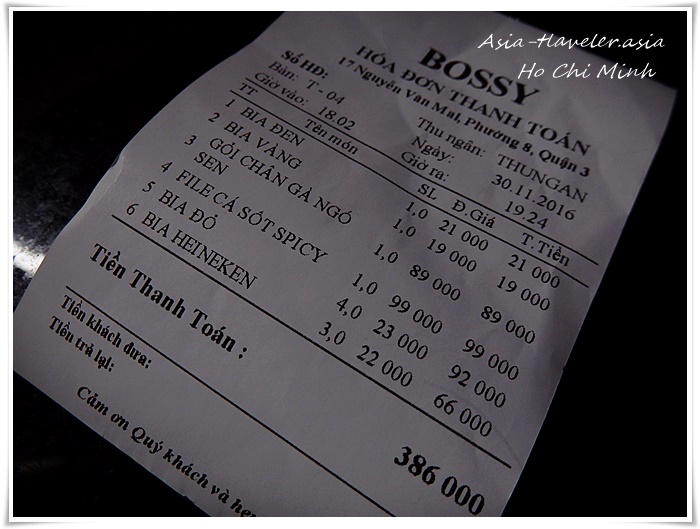 Asia-traveler.asia
Ho Chi Minh
BOSSY
HÓA ĐƠN THANH TOÁN
17 Nguyễn Van Mai, Phường 8, Quận 3
Số HĐ: Thu ngân: THUNGAN
Bàn: T - 04 Ngày: 30.11.2016
Giờ vào: 18.02 Giờ ra: 19.24
TT Tên món SL Đ.Giá T.Tiền
1 BIA ĐEN 1,0 21 000 21 000
2 BIA VÀNG 1,0 19 000 19 000
3 GỎI CHÂN GÀ NGÓ SEN 1,0 89 000 89 000
4 FILE CÁ SÓT SPICY 1,0 99 000 99 000
5 BIA ĐỎ 4,0 23 000 92 000
6 BIA HEINEKEN 3,0 22 000 66 000
Tiền Thanh Toán : 386 000
Tiền khách đưa:
Tiền trả lại:
Cảm ơn Quý khách và hẹn